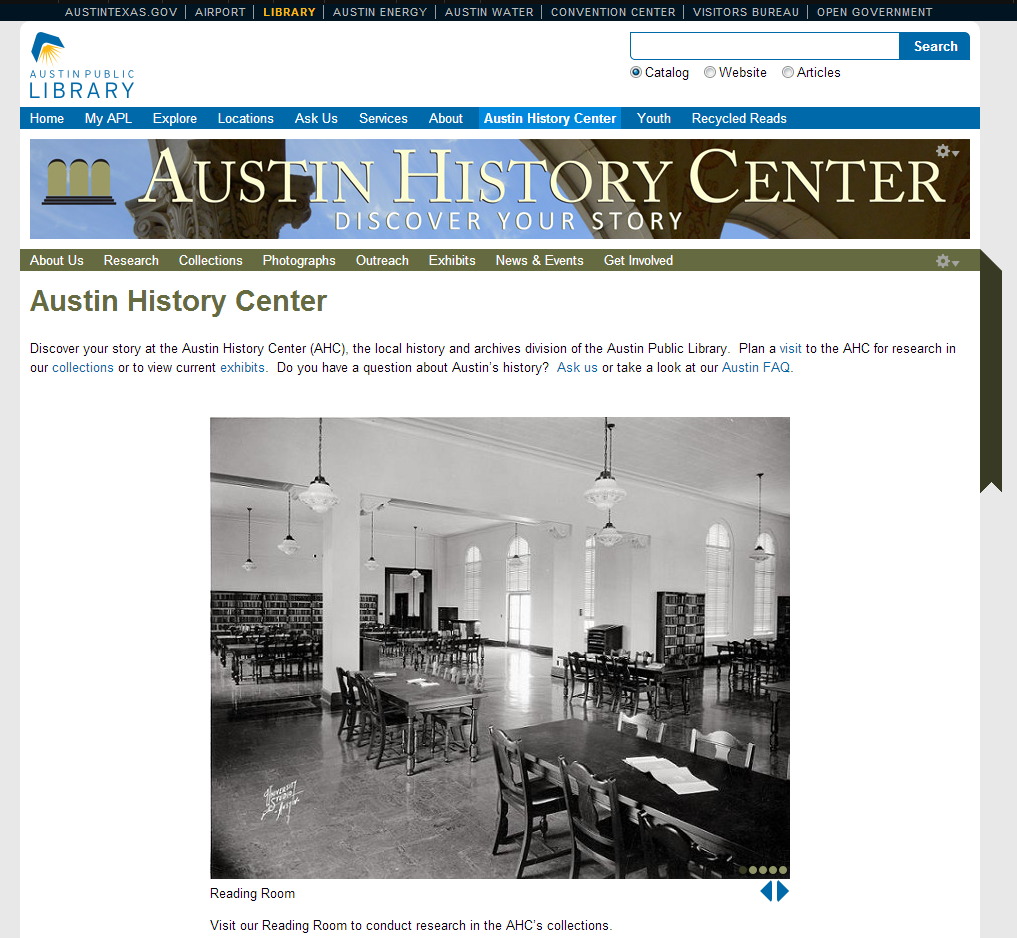 AUSTINTEXAS.GOV AIRPORT LIBRARY AUSTIN ENERGY AUSTIN WATER CONVENTION CENTER VISITORS BUREAU OPEN GOVERNMENT
AUSTIN PUBLIC
LIBRARY
Search
Catalog Website Articles
Home My APL Explore Locations Ask Us Services About Austin History Center Youth Recycled Reads
AUSTIN HISTORY CENTER
DISCOVER YOUR STORY
About Us Research Collections Photographs Outreach Exhibits News & Events Get Involved
Austin History Center
Discover your story at the Austin History Center (AHC), the local history and archives division of the Austin Public Library. Plan a visit to the AHC for research in
our collections or to view current exhibits. Do you have a question about Austin's history? Ask us or take a look at our Austin FAQ.
UNIVERSITY
STUDIO
AUSTIN
Reading Room
Visit our Reading Room to conduct research in the AHC's collections.